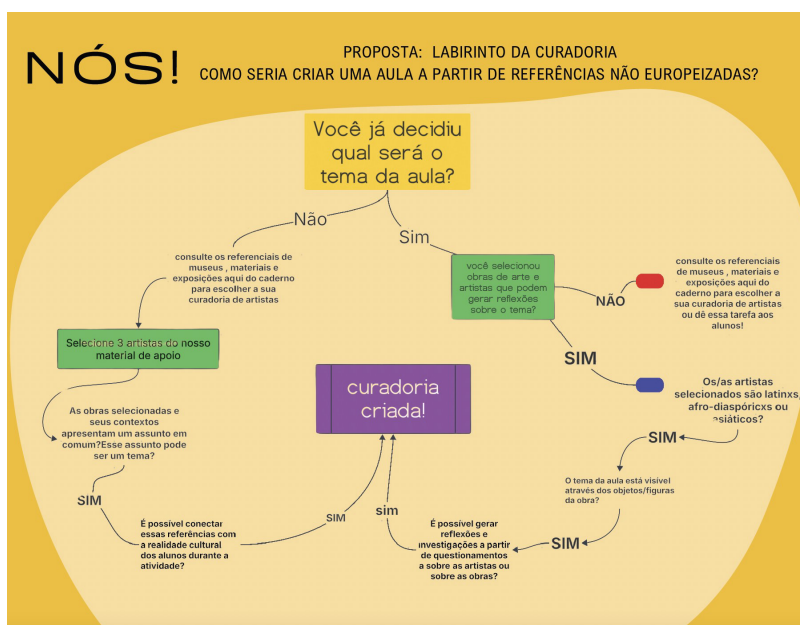 NÓS!
PROPOSTA: LABIRINTO DA CURADORIA
COMO SERIA CRIAR UMA AULA A PARTIR DE REFERÊNCIAS NÃO EUROPEIZADAS?
Você já decidiu
qual será o
tema da aula?
Não
Sim
consulte os referenciais de
museus , materiais e
exposições aqui do caderno
para escolher a sua
curadoria de artistas
Selecione 3 artistas do nosso
material de apoio
As obras selecionadas e
seus contextos
apresentam um assunto em
comum?Esse assunto pode
ser um tema?
SIM
É possível conectar
essas referências com
a realidade cultural
dos alunos durante a
atividade?
SIM
curadoria
criada!
você selecionou
obras de arte e
artistas que podem
gerar reflexões
sobre o tema?
NÃO
consulte os referenciais
de museus , materiais e
exposições aqui do
caderno para escolher a
sua curadoria de artistas
ou dê essa tarefa aos
alunos!
SIM
Os/as artistas
selecionados são latinxs,
afro-diaspóricxs ou
asiáticos?
SIM
O tema da aula está visível
através dos objetos/figuras
da obra?
SIM
É possível gerar
reflexões e
investigações a partir
de questionamentos
a sobre as artistas ou
sobre as obras?
sim